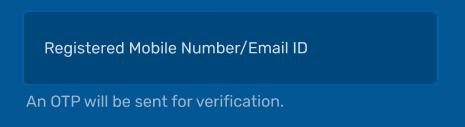 Registered Mobile Number/Email ID
An OTP will be sent for verification.